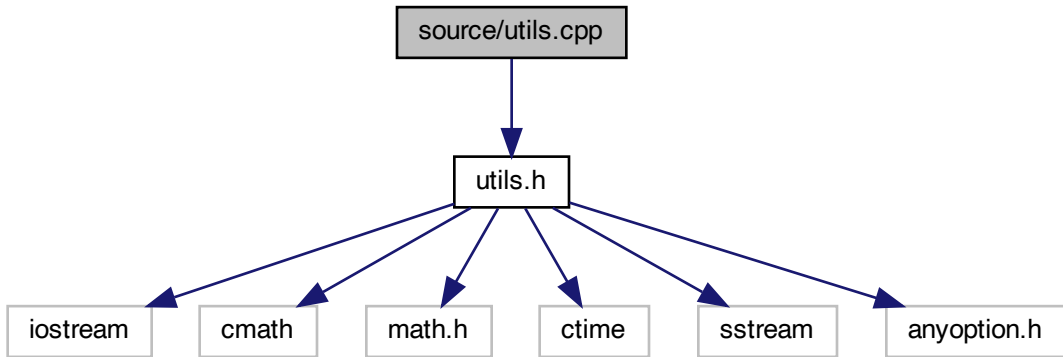 source/utils.cpp
utils.h
iostream
cmath
math.h
ctime
sstream
anyoption.h